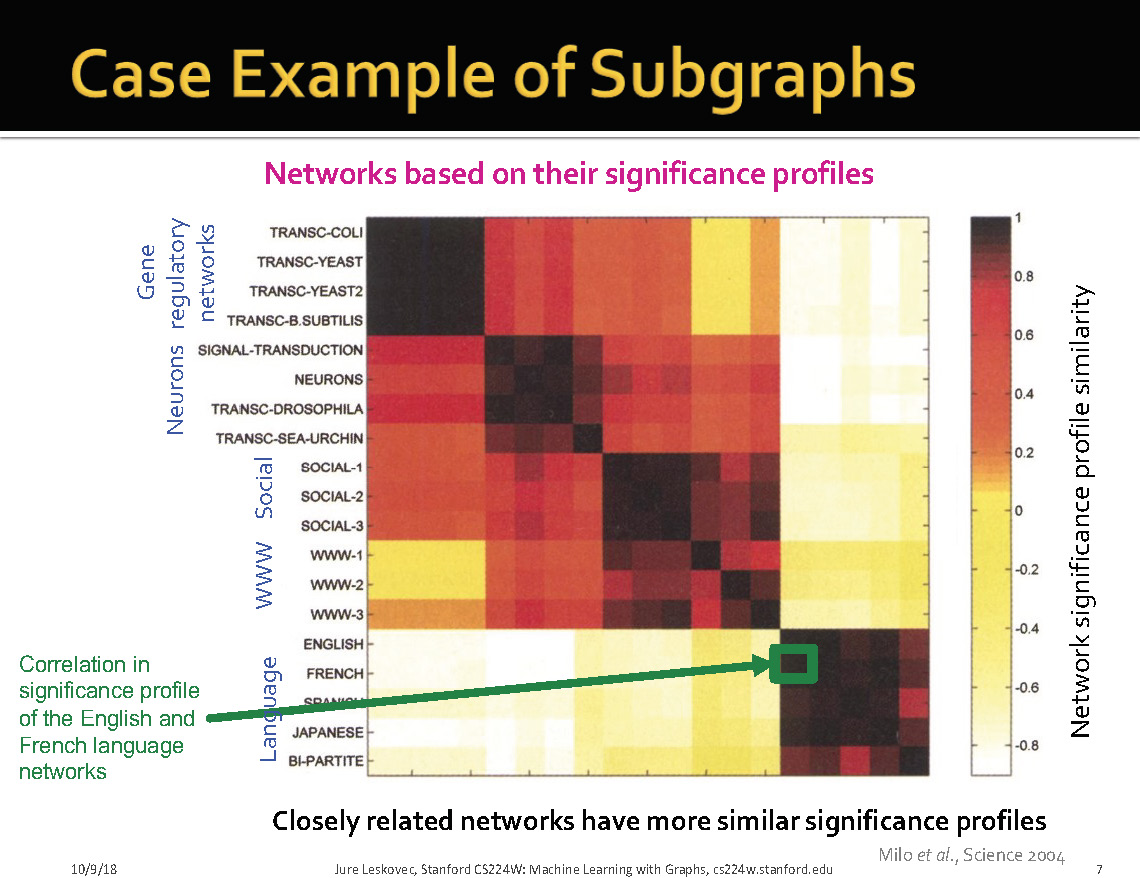 Case Example of Subgraphs
Networks based on their significance profiles
Gene
regulatory
networks
Neurons
Social
WWW
Language
TRANSC-COLI
TRANSC-YEAST
TRANSC-YEAST2
TRANSC-B.SUBTILIS
SIGNAL-TRANSDUCTION
NEURONS
TRANSC-DROSOPHILA
TRANSC-SEA-URCHIN
SOCIAL-1
SOCIAL-2
SOCIAL-3
WWW-1
WWW-2
WWW-3
ENGLISH
FRENCH
SPANISH
JAPANESE
BI-PARTITE
1
0.8
0.6
0.4
0.2
0
-0.2
-0.4
-0.6
-0.8
Network significance profile similarity
Correlation in
significance profile
of the English and
French language
networks
Closely related networks have more similar significance profiles
Milo et al., Science 2004
10/9/18
Jure Leskovec, Stanford CS224W: Machine Learning with Graphs, cs224w.stanford.edu
7